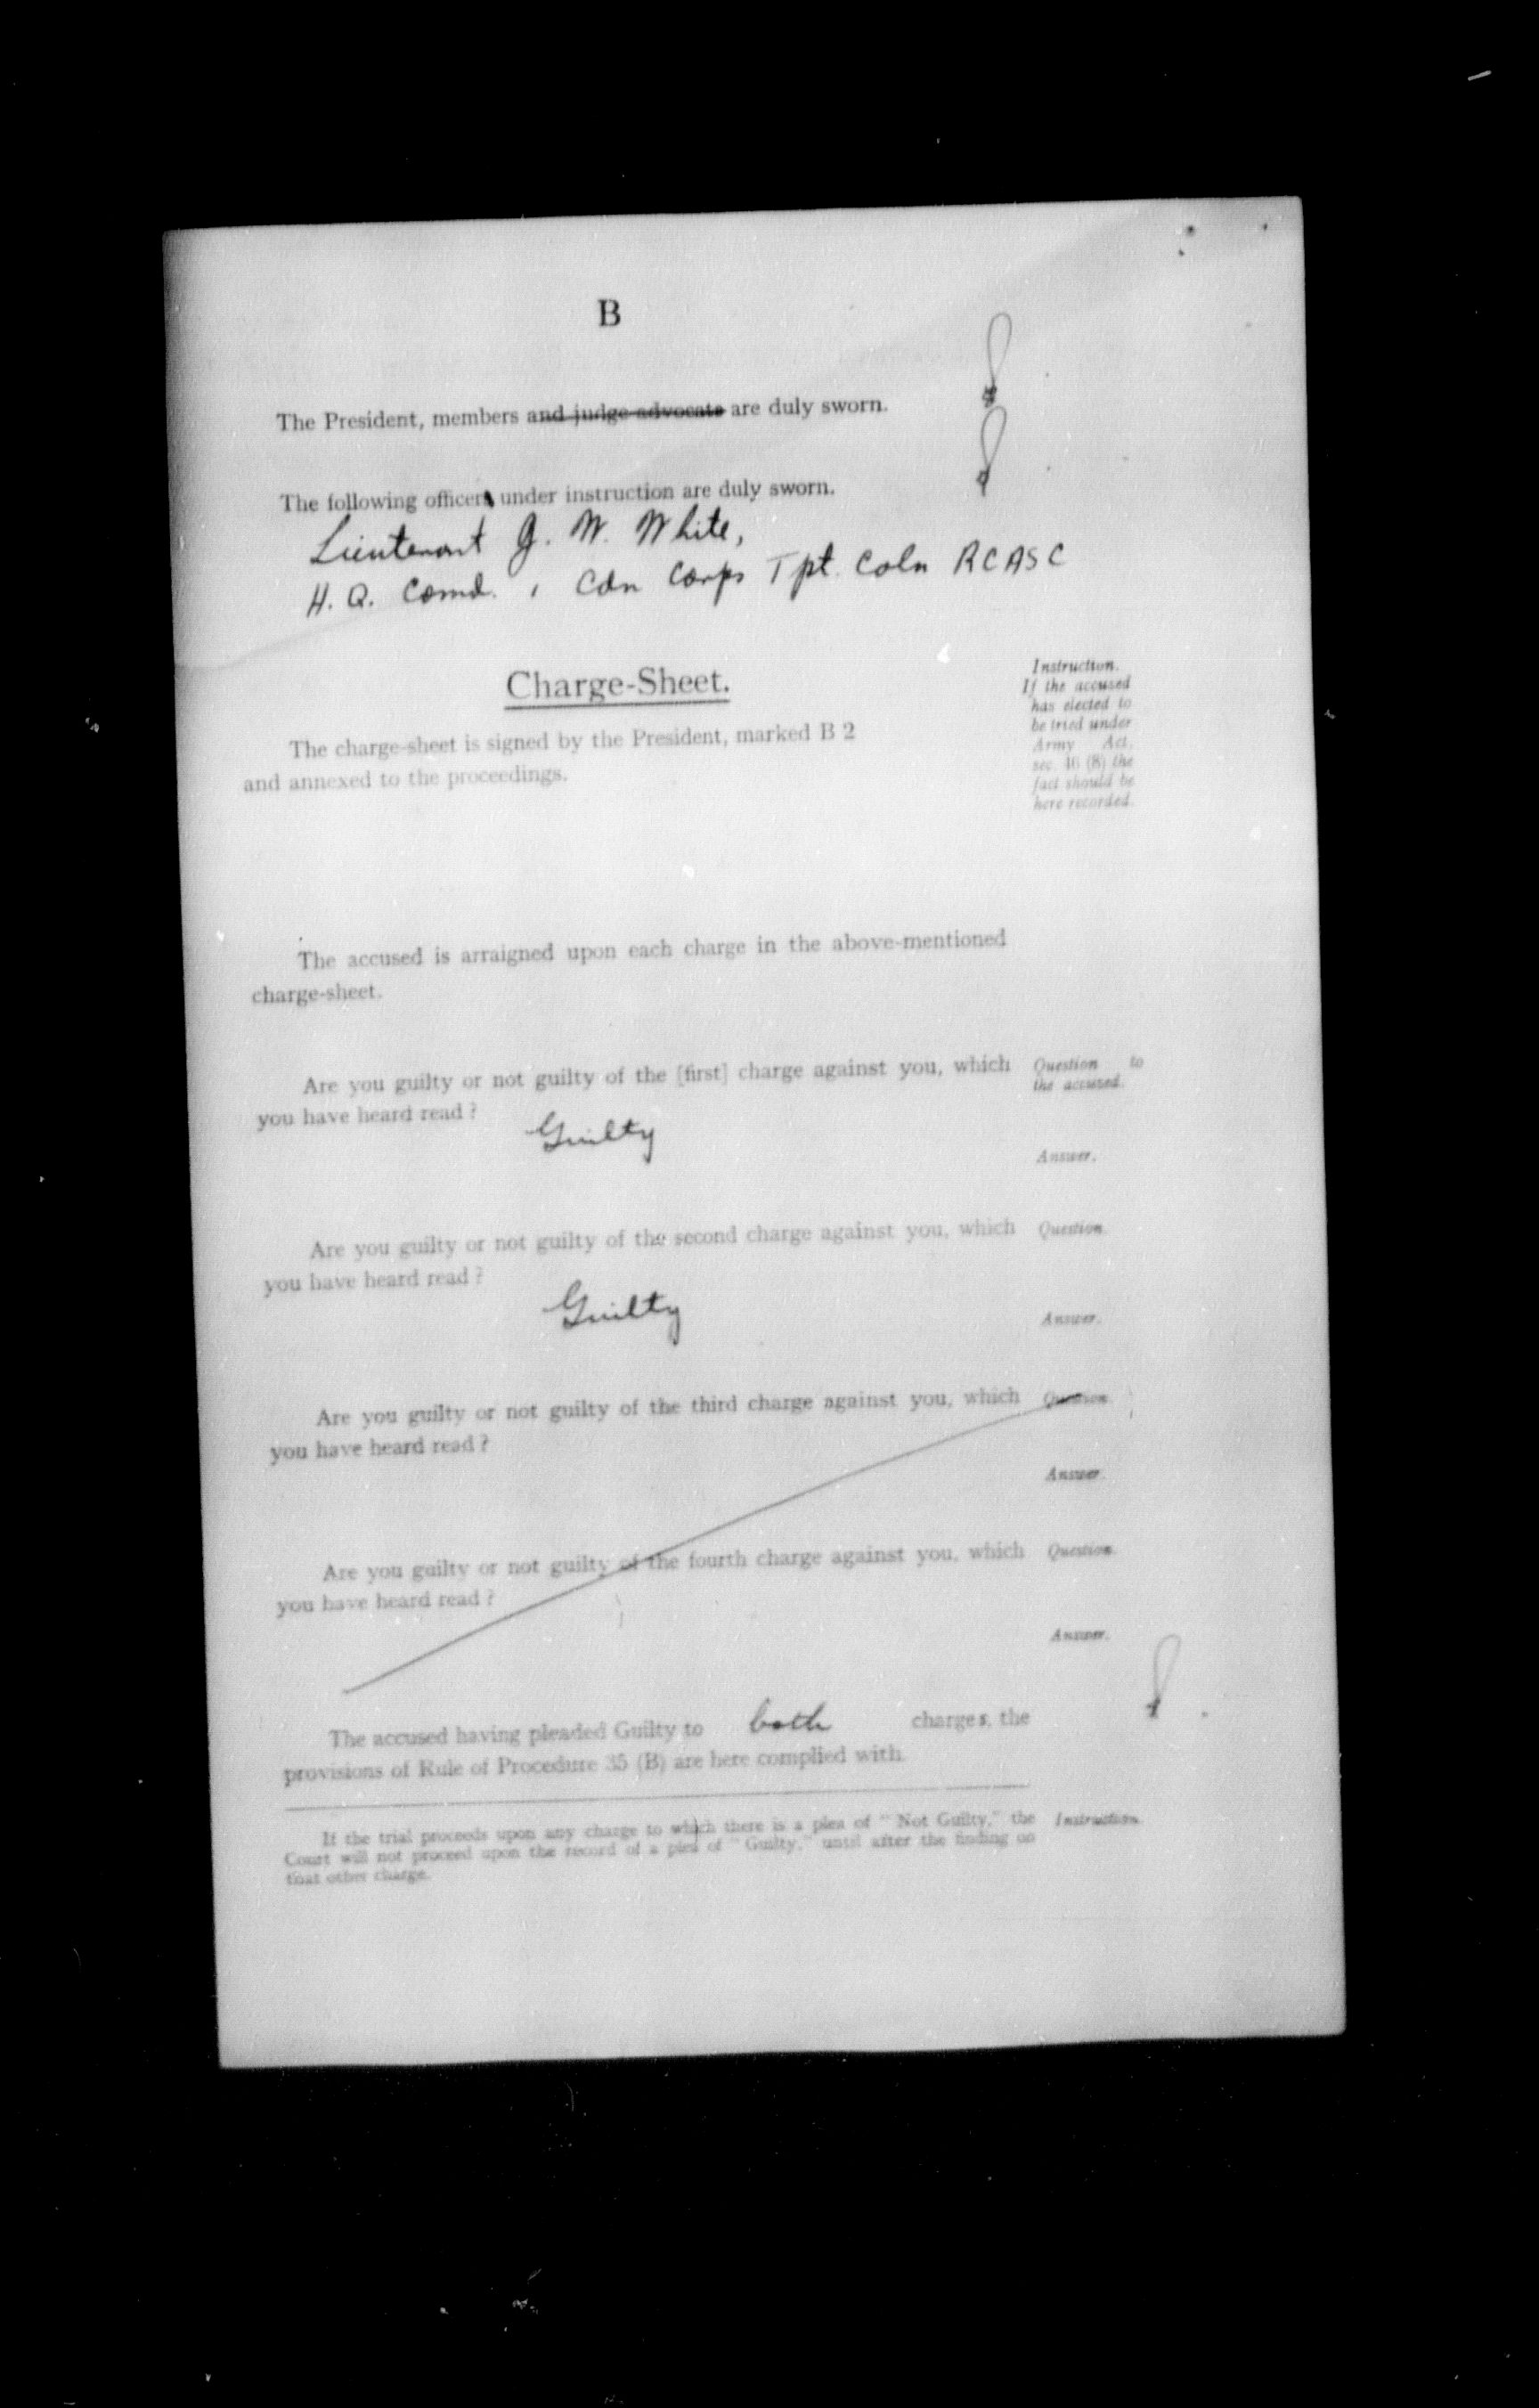 B
The President, members and judge advocate are duly sworn.
The following officer under instruction are duly sworn.
Lieutenant G. W. White,
H. Q. Comd. 1 Cdn Corps Tpt. Coln RCASC
Charge-Sheet.
Instruction.
If the accused
has elected to
be tried under
Army Act.
sec. 46 (8) the
fact should be
here recorded.
The charge-sheet is signed by the President, marked B 2
and annexed to the proceedings.
The accused is arraigned upon each charge in the above-mentioned
charge-sheet.
Are you guilty or not guilty of the [first] charge against you, which
you have heard read ?
Question to
the accused.
Guilty
Answer.
Are you guilty or not guilty of the second charge against you, which
you have heard read ?
Question.
Guilty
Answer.
Are you guilty or not guilty of the third charge against you, which
you have heard read ?
Question.
Answer.
Are you guilty or not guilty of the fourth charge against you, which
you have heard read ?
Question.
Answer.
The accused having pleaded Guilty to both charges, the
provisions of Rule of Procedure 35 (B) are here complied with.
If the trial proceeds upon any charge to which there is a plea of " Not Guilty," the
Court will not proceed upon the record of a plea of " Guilty," until after the finding on
that other charge.
Instruction.